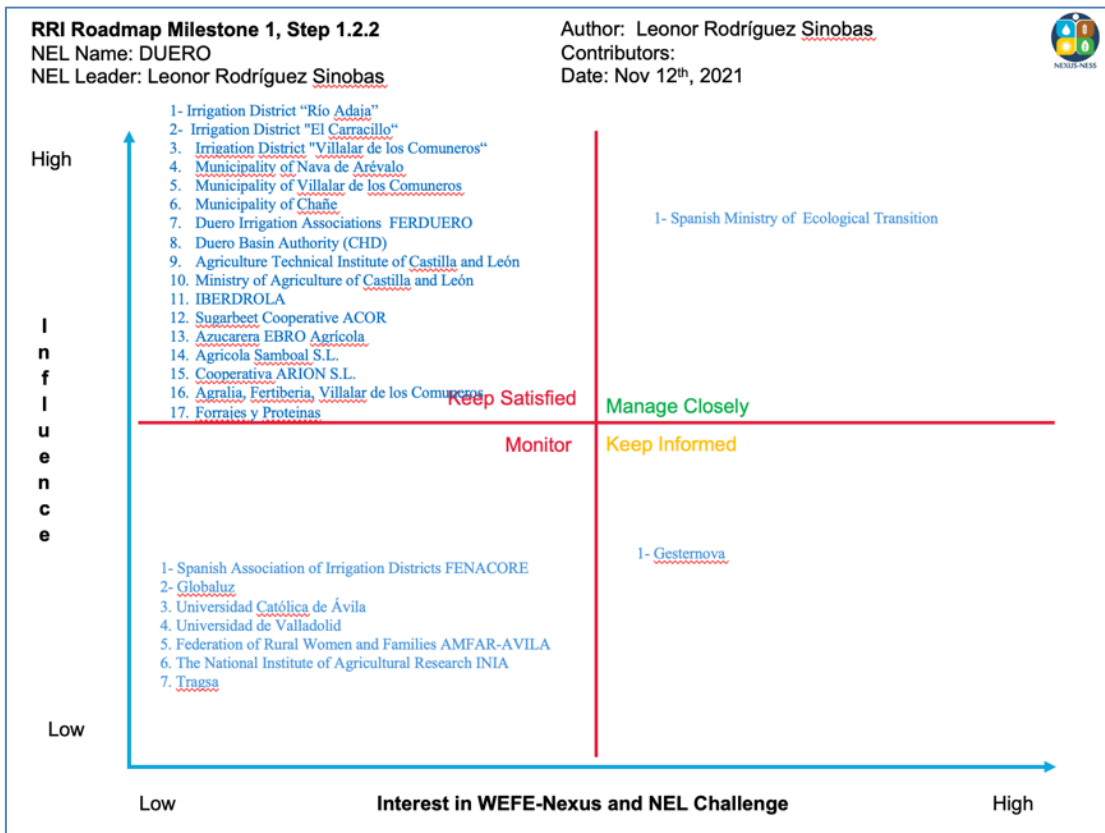 RRI Roadmap Milestone 1, Step 1.2.2
NEL Name: DUERO
NEL Leader: Leonor Rodríguez Sinobas
Author: Leonor Rodríguez Sinobas
Contributors:
Date: Nov 12th, 2021
NEXUS-NESS
High
Influence
Low
1- Irrigation District “Río Adaja”
2- Irrigation District "El Carracillo“
3. Irrigation District "Villalar de los Comuneros“
4. Municipality of Nava de Arévalo
5. Municipality of Villalar de los Comuneros
6. Municipality of Chañe
7. Duero Irrigation Associations FERDUERO
8. Duero Basin Authority (CHD)
9. Agriculture Technical Institute of Castilla and León
10. Ministry of Agriculture of Castilla and León
11. IBERDROLA
12. Sugarbeet Cooperative ACOR
13. Azucarera EBRO Agrícola
14. Agricola Samboal S.L.
15. Cooperativa ARION S.L.
16. Agralia, Fertiberia, Villalar de los Comuneros
17. Forrajes y Proteinas
Keep Satisfied
1- Spanish Ministry of Ecological Transition
Manage Closely
Monitor
1- Spanish Association of Irrigation Districts FENACORE
2- Globaluz
3. Universidad Católica de Ávila
4. Universidad de Valladolid
5. Federation of Rural Women and Families AMFAR-AVILA
6. The National Institute of Agricultural Research INIA
7. Tragsa
Keep Informed
1- Gesternova
Low
Interest in WEFE-Nexus and NEL Challenge
High